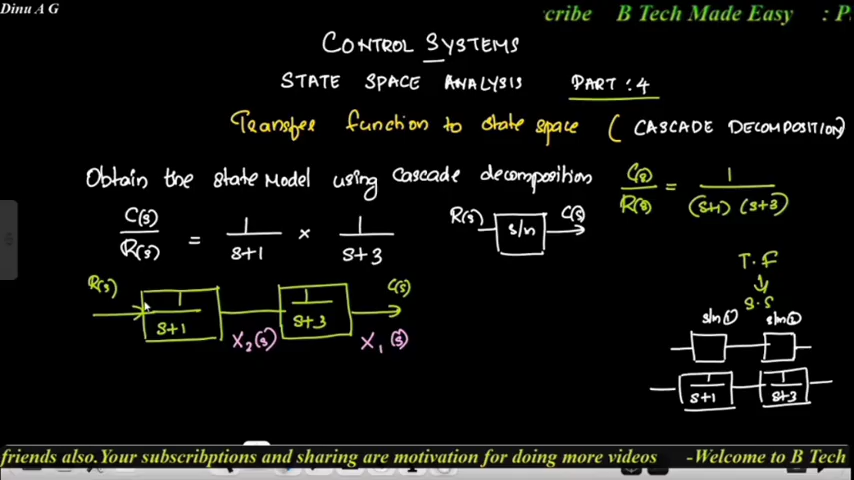 Dinu A G
cribe B Tech Made Easy : P
CONTROL SYSTEMS
STATE SPACE ANALYSIS PART : 4
Transfer function to state space ( CASCADE DECOMPOSITION)
Obtain the state Model using Cascade decomposition
C(s)/R(s) = 1/((s+1) (s+3))
C(s)/R(s) = 1/(s+1) × 1/(s+3)
R(s) s/n C(s)
T.F
↓
S.S
R(s) 1/(s+1) 1/(s+3) C(s)
X₂(s) X₁(s)
s/n① s/n②
1/(s+1) 1/(s+3)
friends also.Your subscribptions and sharing are motivation for doing more videos -Welcome to B Tech